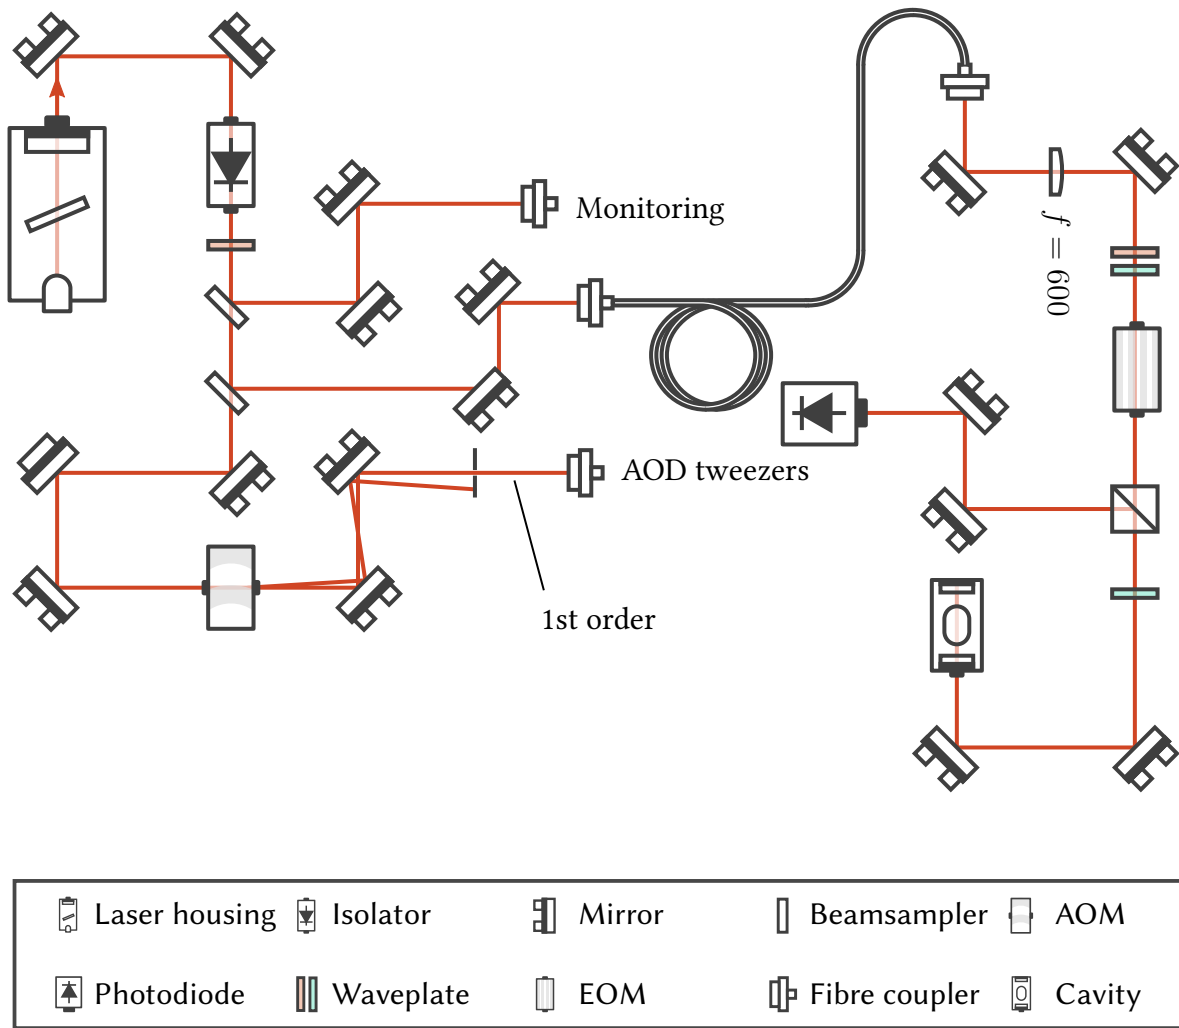 Monitoring
f = 600
AOD tweezers
1st order
Laser housing
Isolator
Mirror
Beamsampler
AOM
Photodiode
Waveplate
EOM
Fibre coupler
Cavity